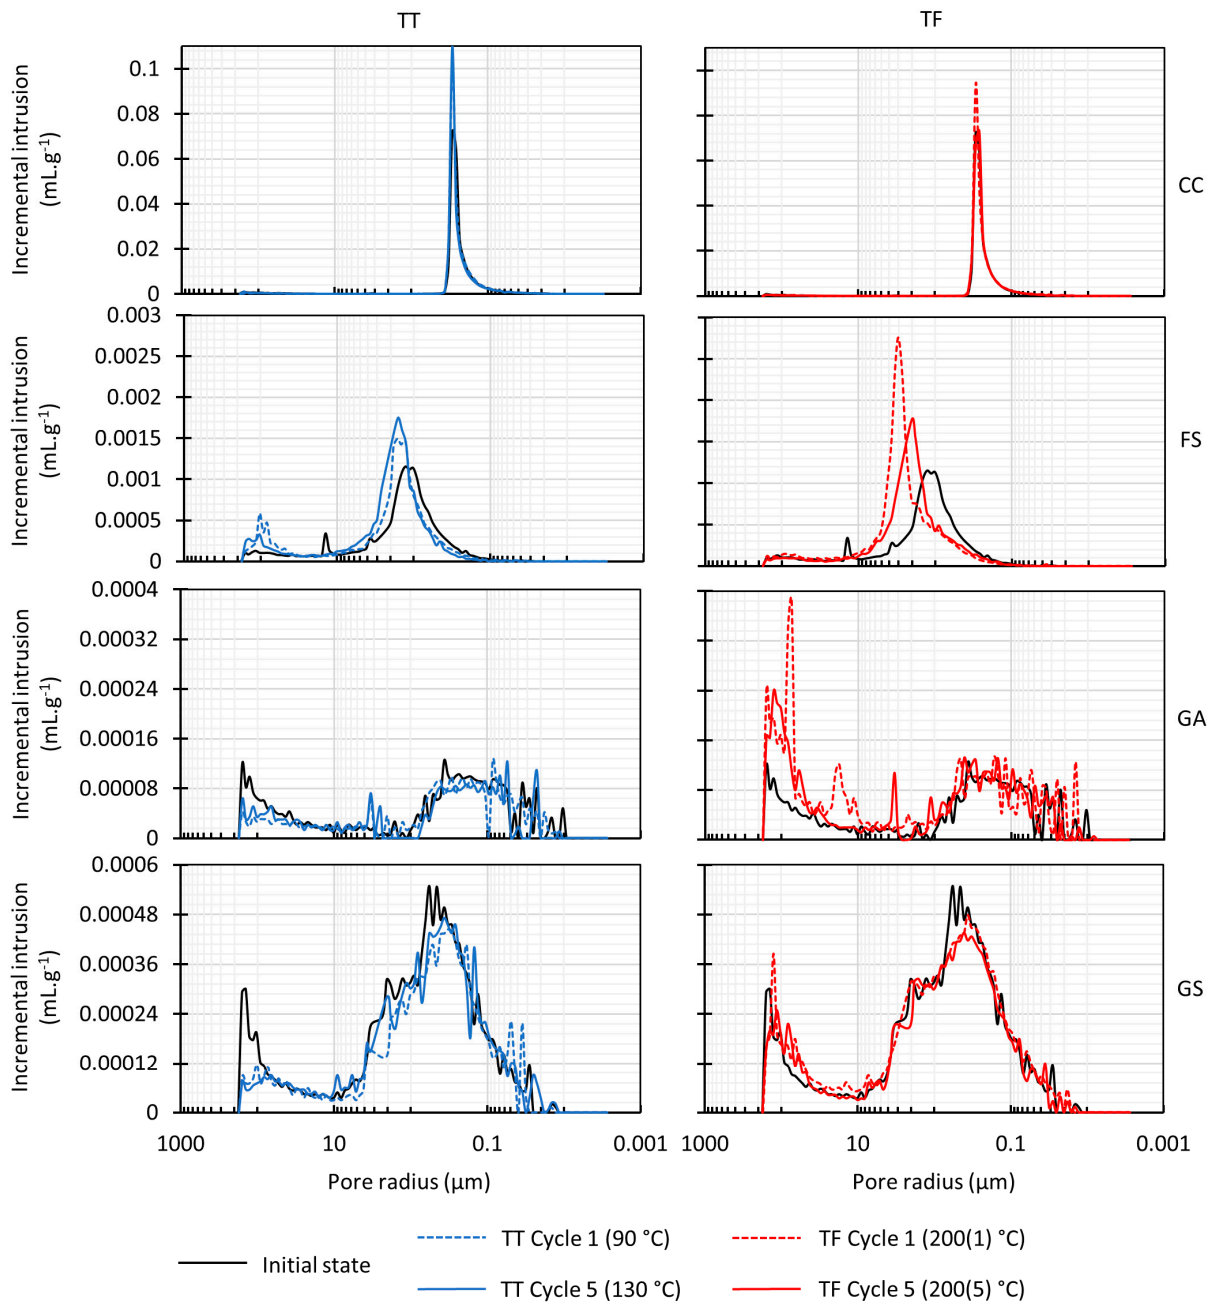 TT
TF
Incremental intrusion
(mL.g-1)
0.1
0.08
0.06
0.04
0.02
0
CC
Incremental intrusion
(mL.g-1)
0.003
0.0025
0.002
0.0015
0.001
0.0005
0
FS
Incremental intrusion
(mL.g-1)
0.0004
0.00032
0.00024
0.00016
0.00008
0
GA
Incremental intrusion
(mL.g-1)
0.0006
0.00048
0.00036
0.00024
0.00012
0
GS
1000 10 0.1 0.001
1000 10 0.1 0.001
Pore radius (μm)
Pore radius (μm)
Initial state
TT Cycle 1 (90 °C)
TF Cycle 1 (200(1) °C)
TT Cycle 5 (130 °C)
TF Cycle 5 (200(5) °C)